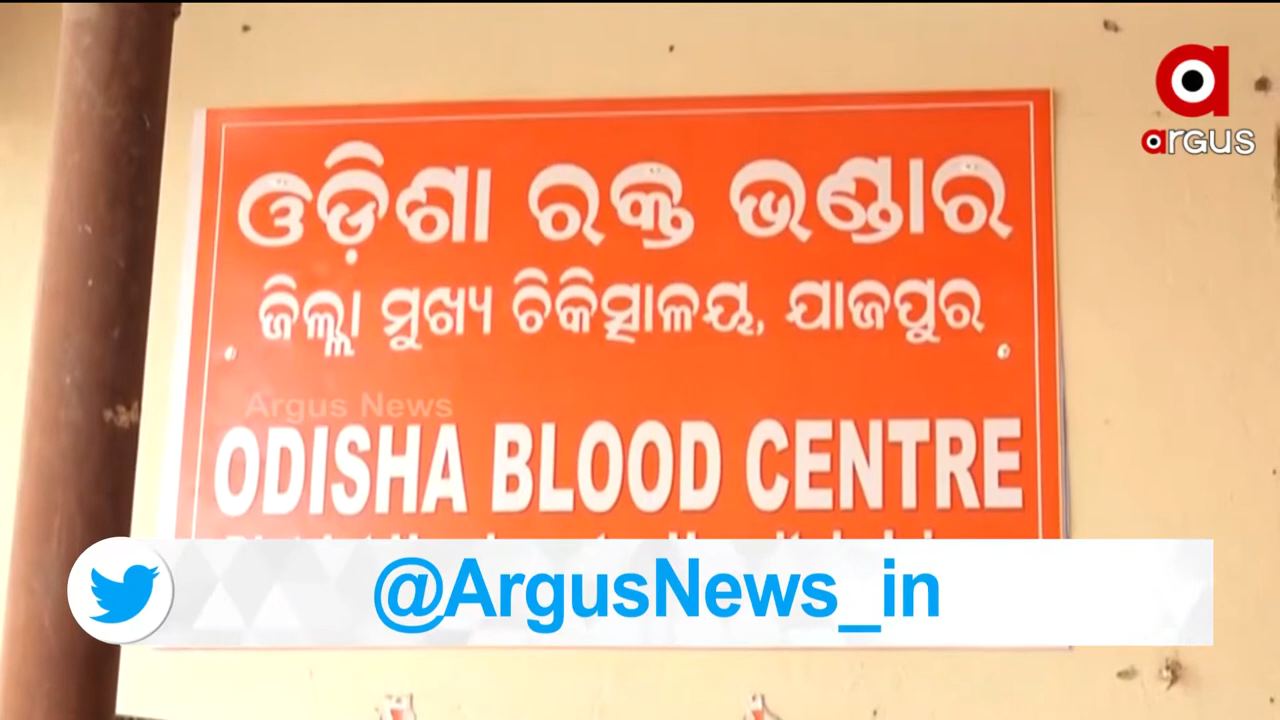 argus
ଓଡ଼ିଶା ରକ୍ତ ଭଣ୍ଡାର
ଜିଲ୍ଲା ମୁଖ୍ୟ ଚିକିତ୍ସାଳୟ, ଯାଜପୁର
Argus News
ODISHA BLOOD CENTRE
@ArgusNews_in